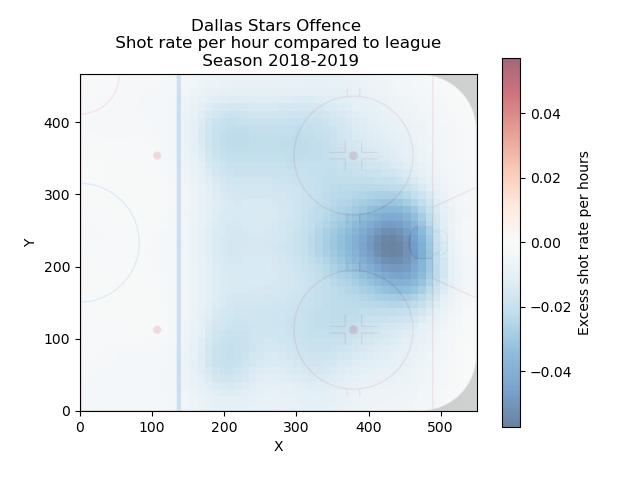 Dallas Stars Offence
Shot rate per hour compared to league
Season 2018-2019
400
300
200
100
0
0 100 200 300 400 500
X
Y
0.04
0.02
0.00
−0.02
−0.04
Excess shot rate per hours